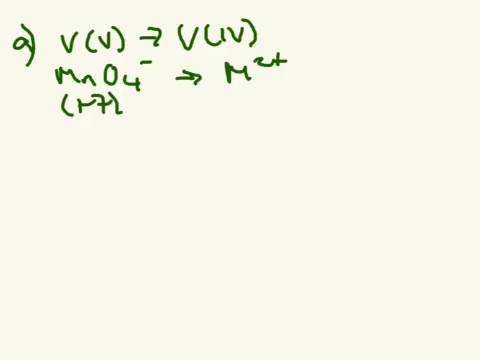 a) V(V) → V(IV)
MnO₄⁻ → M²⁺
(+7)